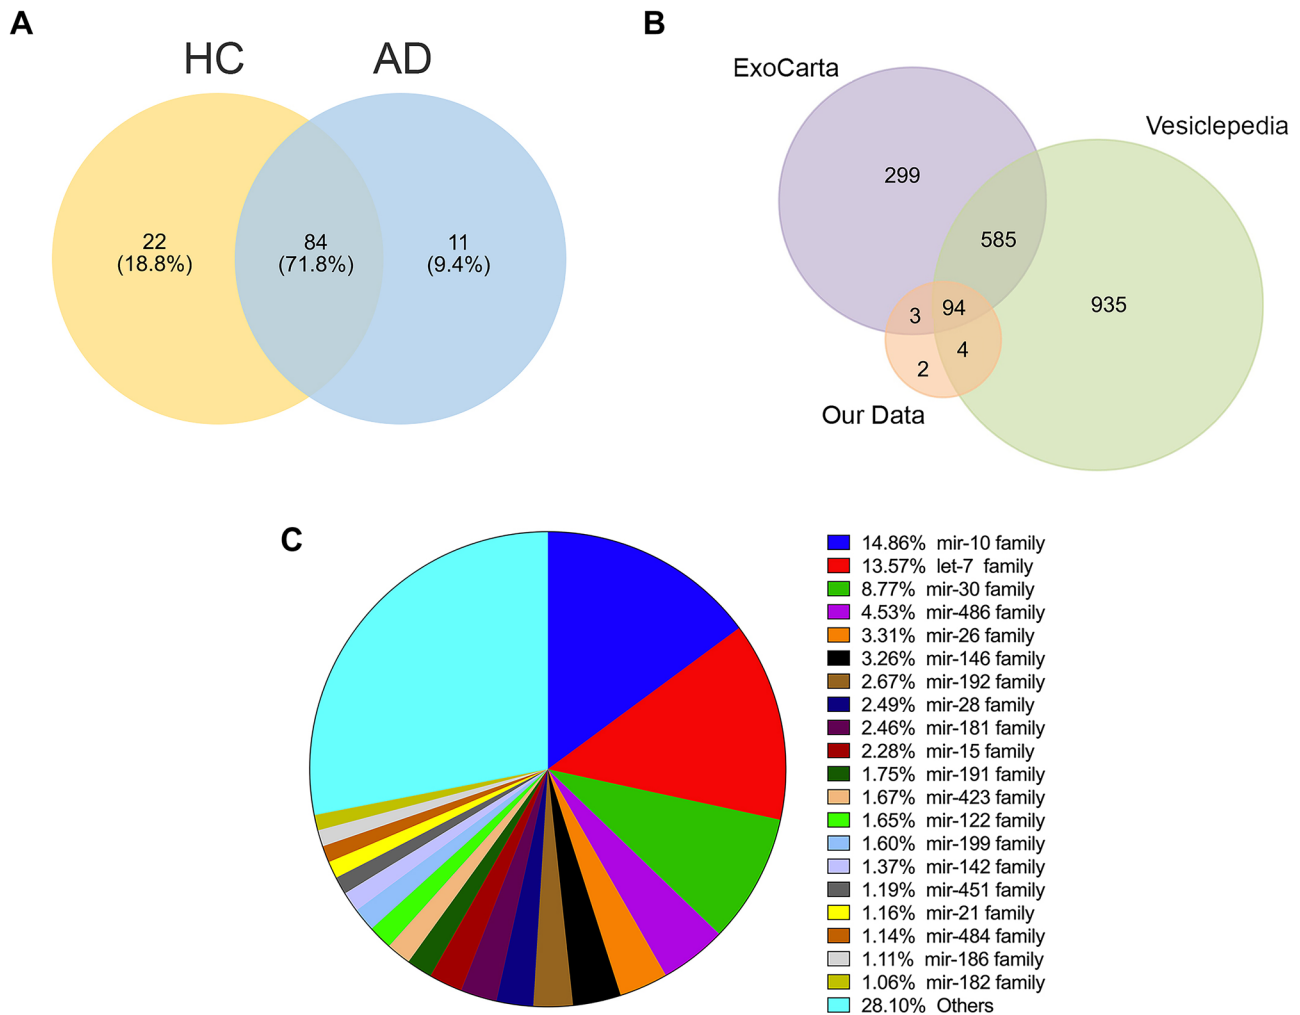 A
HC
AD
22
(18.8%)
84
(71.8%)
11
(9.4%)
B
ExoCarta
Vesiclepedia
299
585
935
94
3
4
2
Our Data
C
14.86% mir-10 family
13.57% let-7 family
8.77% mir-30 family
4.53% mir-486 family
3.31% mir-26 family
3.26% mir-146 family
2.67% mir-192 family
2.49% mir-28 family
2.46% mir-181 family
2.28% mir-15 family
1.75% mir-191 family
1.67% mir-423 family
1.65% mir-122 family
1.60% mir-199 family
1.37% mir-142 family
1.19% mir-451 family
1.16% mir-21 family
1.14% mir-484 family
1.11% mir-186 family
1.06% mir-182 family
28.10% Others